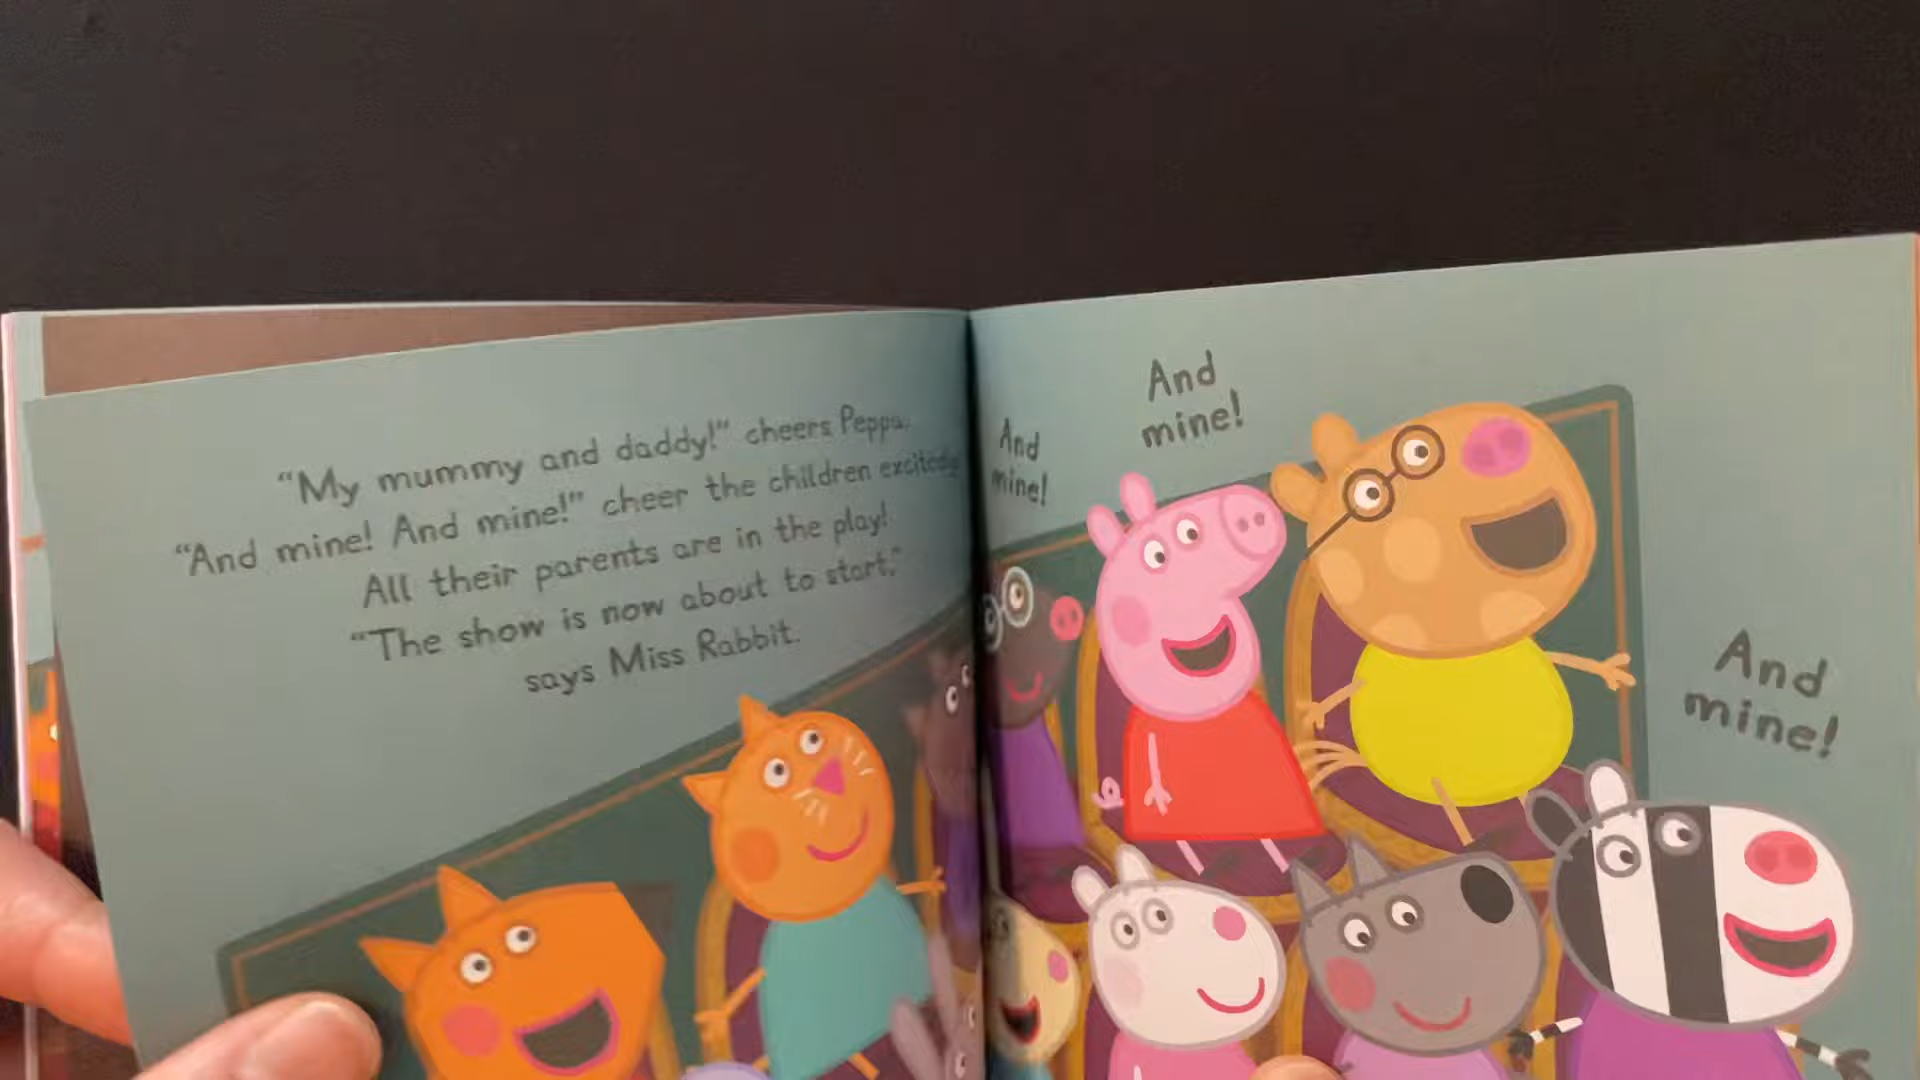 “My mummy and daddy!” cheers Peppa.
“And mine! And mine!” cheer the children excitedly.
All their parents are in the play!
“The show is now about to start,”
says Miss Rabbit.
And
mine!
And
mine!
And
mine!